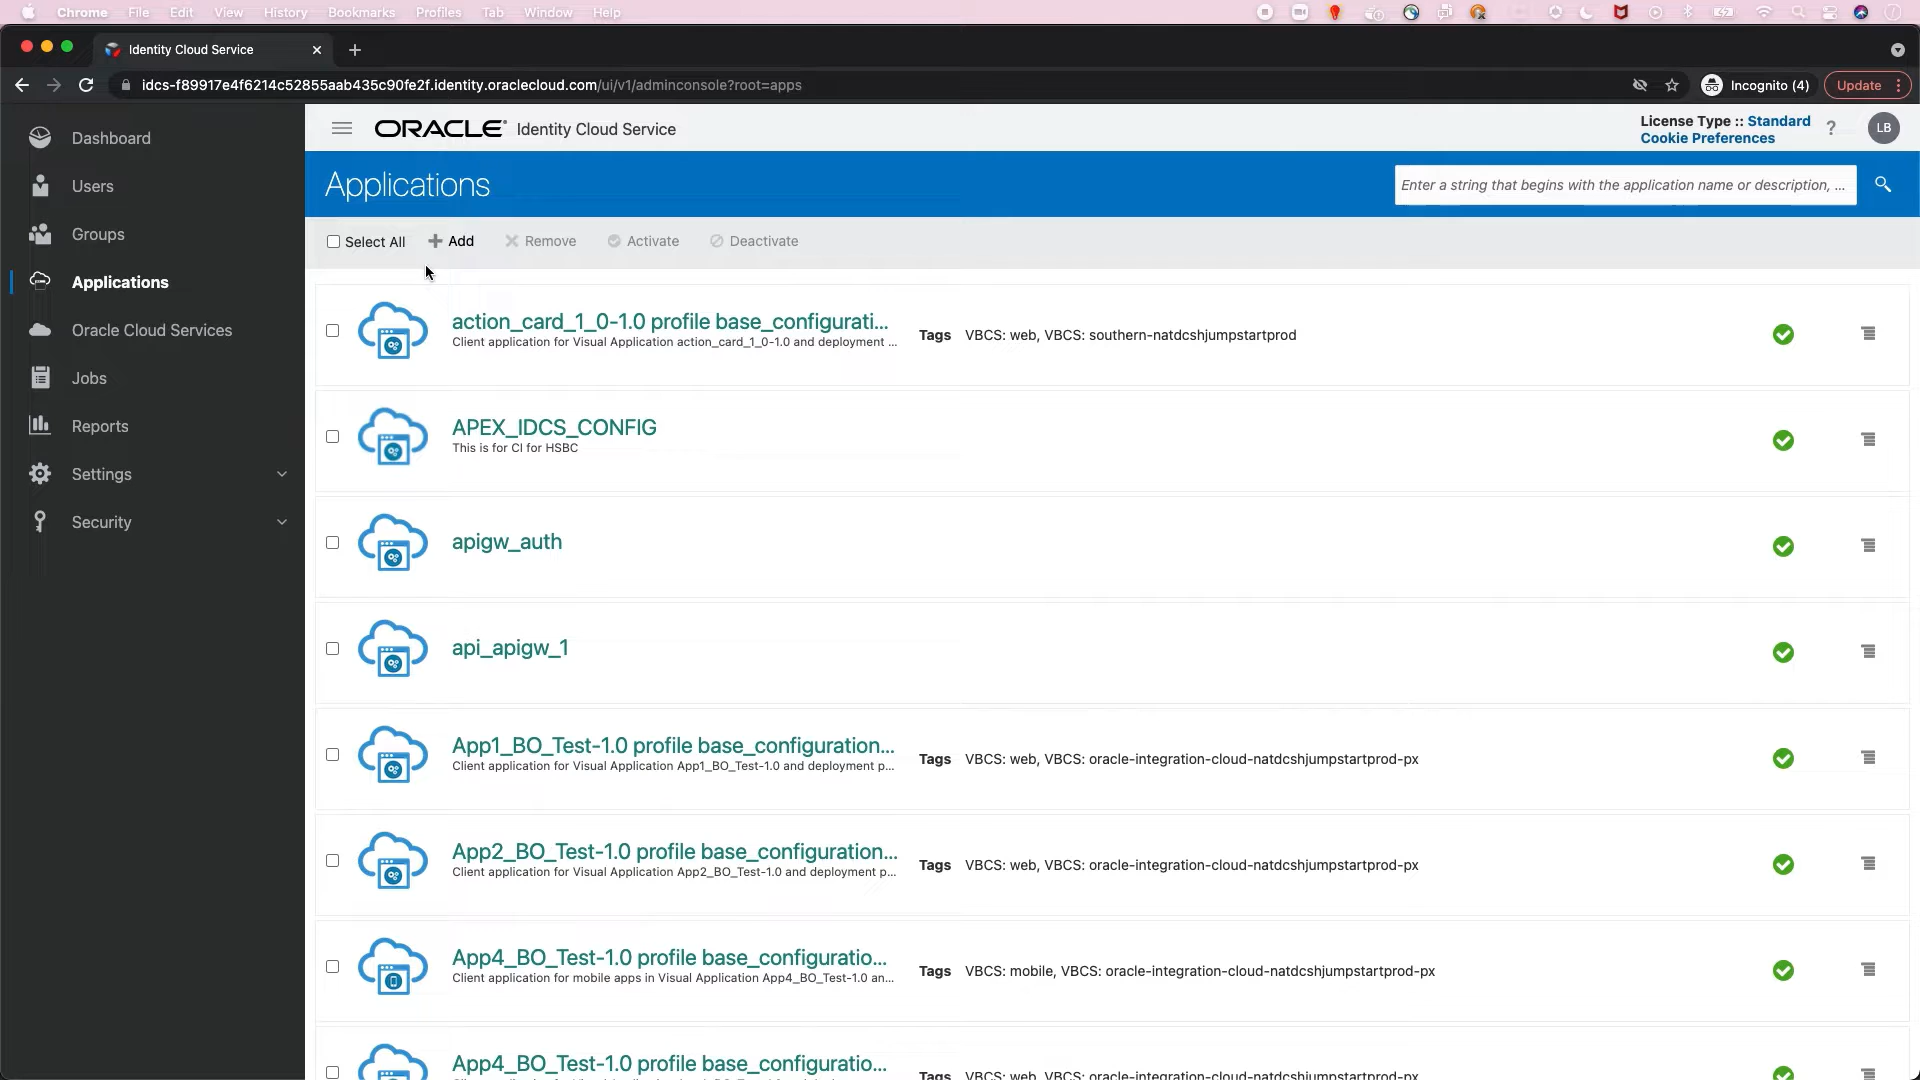 Chrome File Edit View History Bookmarks Profiles Tab Window Help
Identity Cloud Service
idcs-f89917e4f6214c52855aab435c90fe2f.identity.oraclecloud.com/ui/v1/adminconsole?root=apps
Incognito (4)
Update
Dashboard
Users
Groups
Applications
Oracle Cloud Services
Jobs
Reports
Settings
Security
ORACLE Identity Cloud Service
License Type :: Standard
Cookie Preferences
?
LB
Applications
Enter a string that begins with the application name or description, ...
Select All
Add
Remove
Activate
Deactivate
action_card_1_0-1.0 profile base_configurati...
Client application for Visual Application action_card_1_0-1.0 and deployment ...
Tags VBCS: web, VBCS: southern-natdcshjumpstartprod
APEX_IDCS_CONFIG
This is for CI for HSBC
apigw_auth
api_apigw_1
App1_BO_Test-1.0 profile base_configuration...
Client application for Visual Application App1_BO_Test-1.0 and deployment p...
Tags VBCS: web, VBCS: oracle-integration-cloud-natdcshjumpstartprod-px
App2_BO_Test-1.0 profile base_configuration...
Client application for Visual Application App2_BO_Test-1.0 and deployment p...
Tags VBCS: web, VBCS: oracle-integration-cloud-natdcshjumpstartprod-px
App4_BO_Test-1.0 profile base_configuratio...
Client application for mobile apps in Visual Application App4_BO_Test-1.0 an...
Tags VBCS: mobile, VBCS: oracle-integration-cloud-natdcshjumpstartprod-px
App4_BO_Test-1.0 profile base_configuratio...
Tags VBCS: web, VBCS: oracle-integration-cloud-natdcshjumpstartprod-px